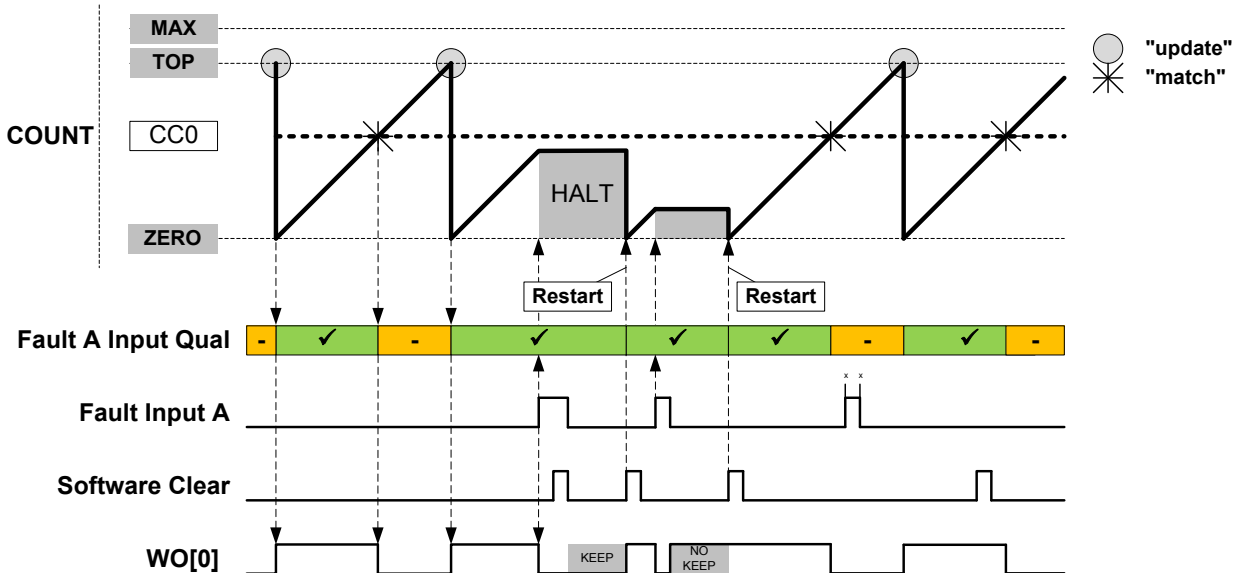 MAX
TOP
"update"
"match"
COUNT
CC0
HALT
ZERO
Restart
Restart
Fault A Input Qual
- ✓ - ✓ ✓ ✓ - ✓ -
x x
Fault Input A
Software Clear
WO[0]
KEEP
NO
KEEP